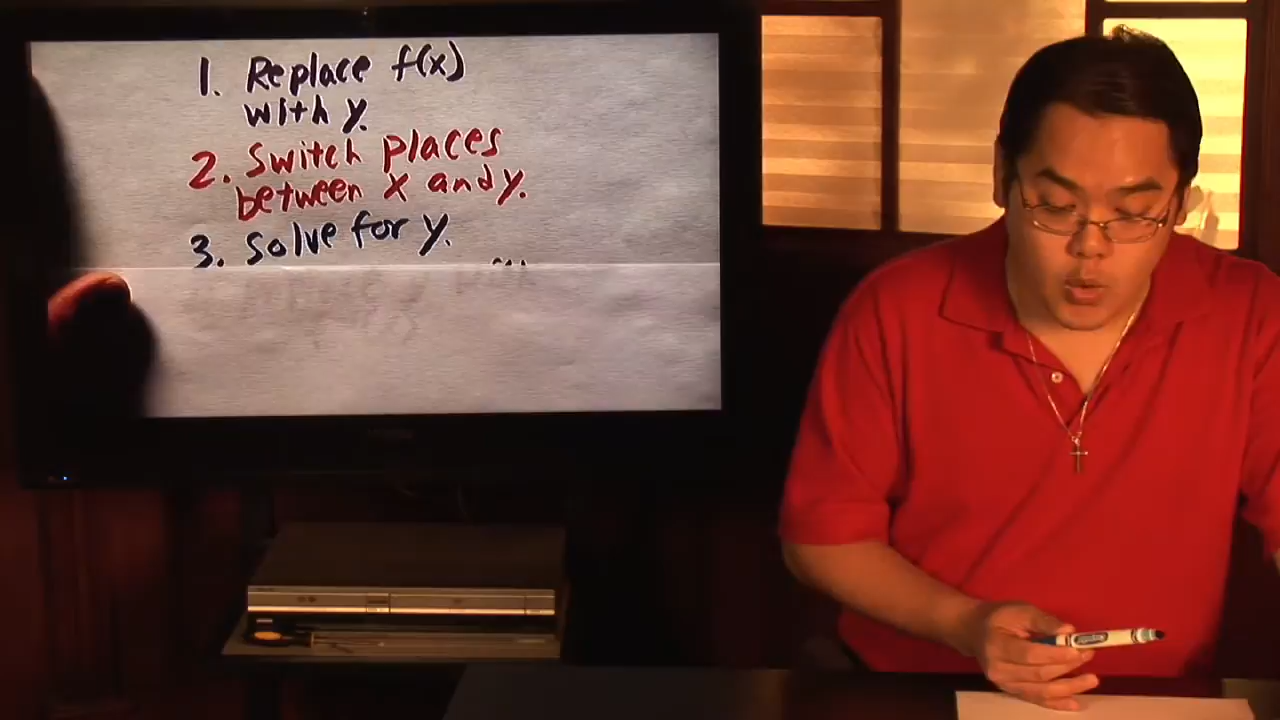 1. Replace f(x)
with y.
2. Switch places
between x and y.
3. Solve for y.